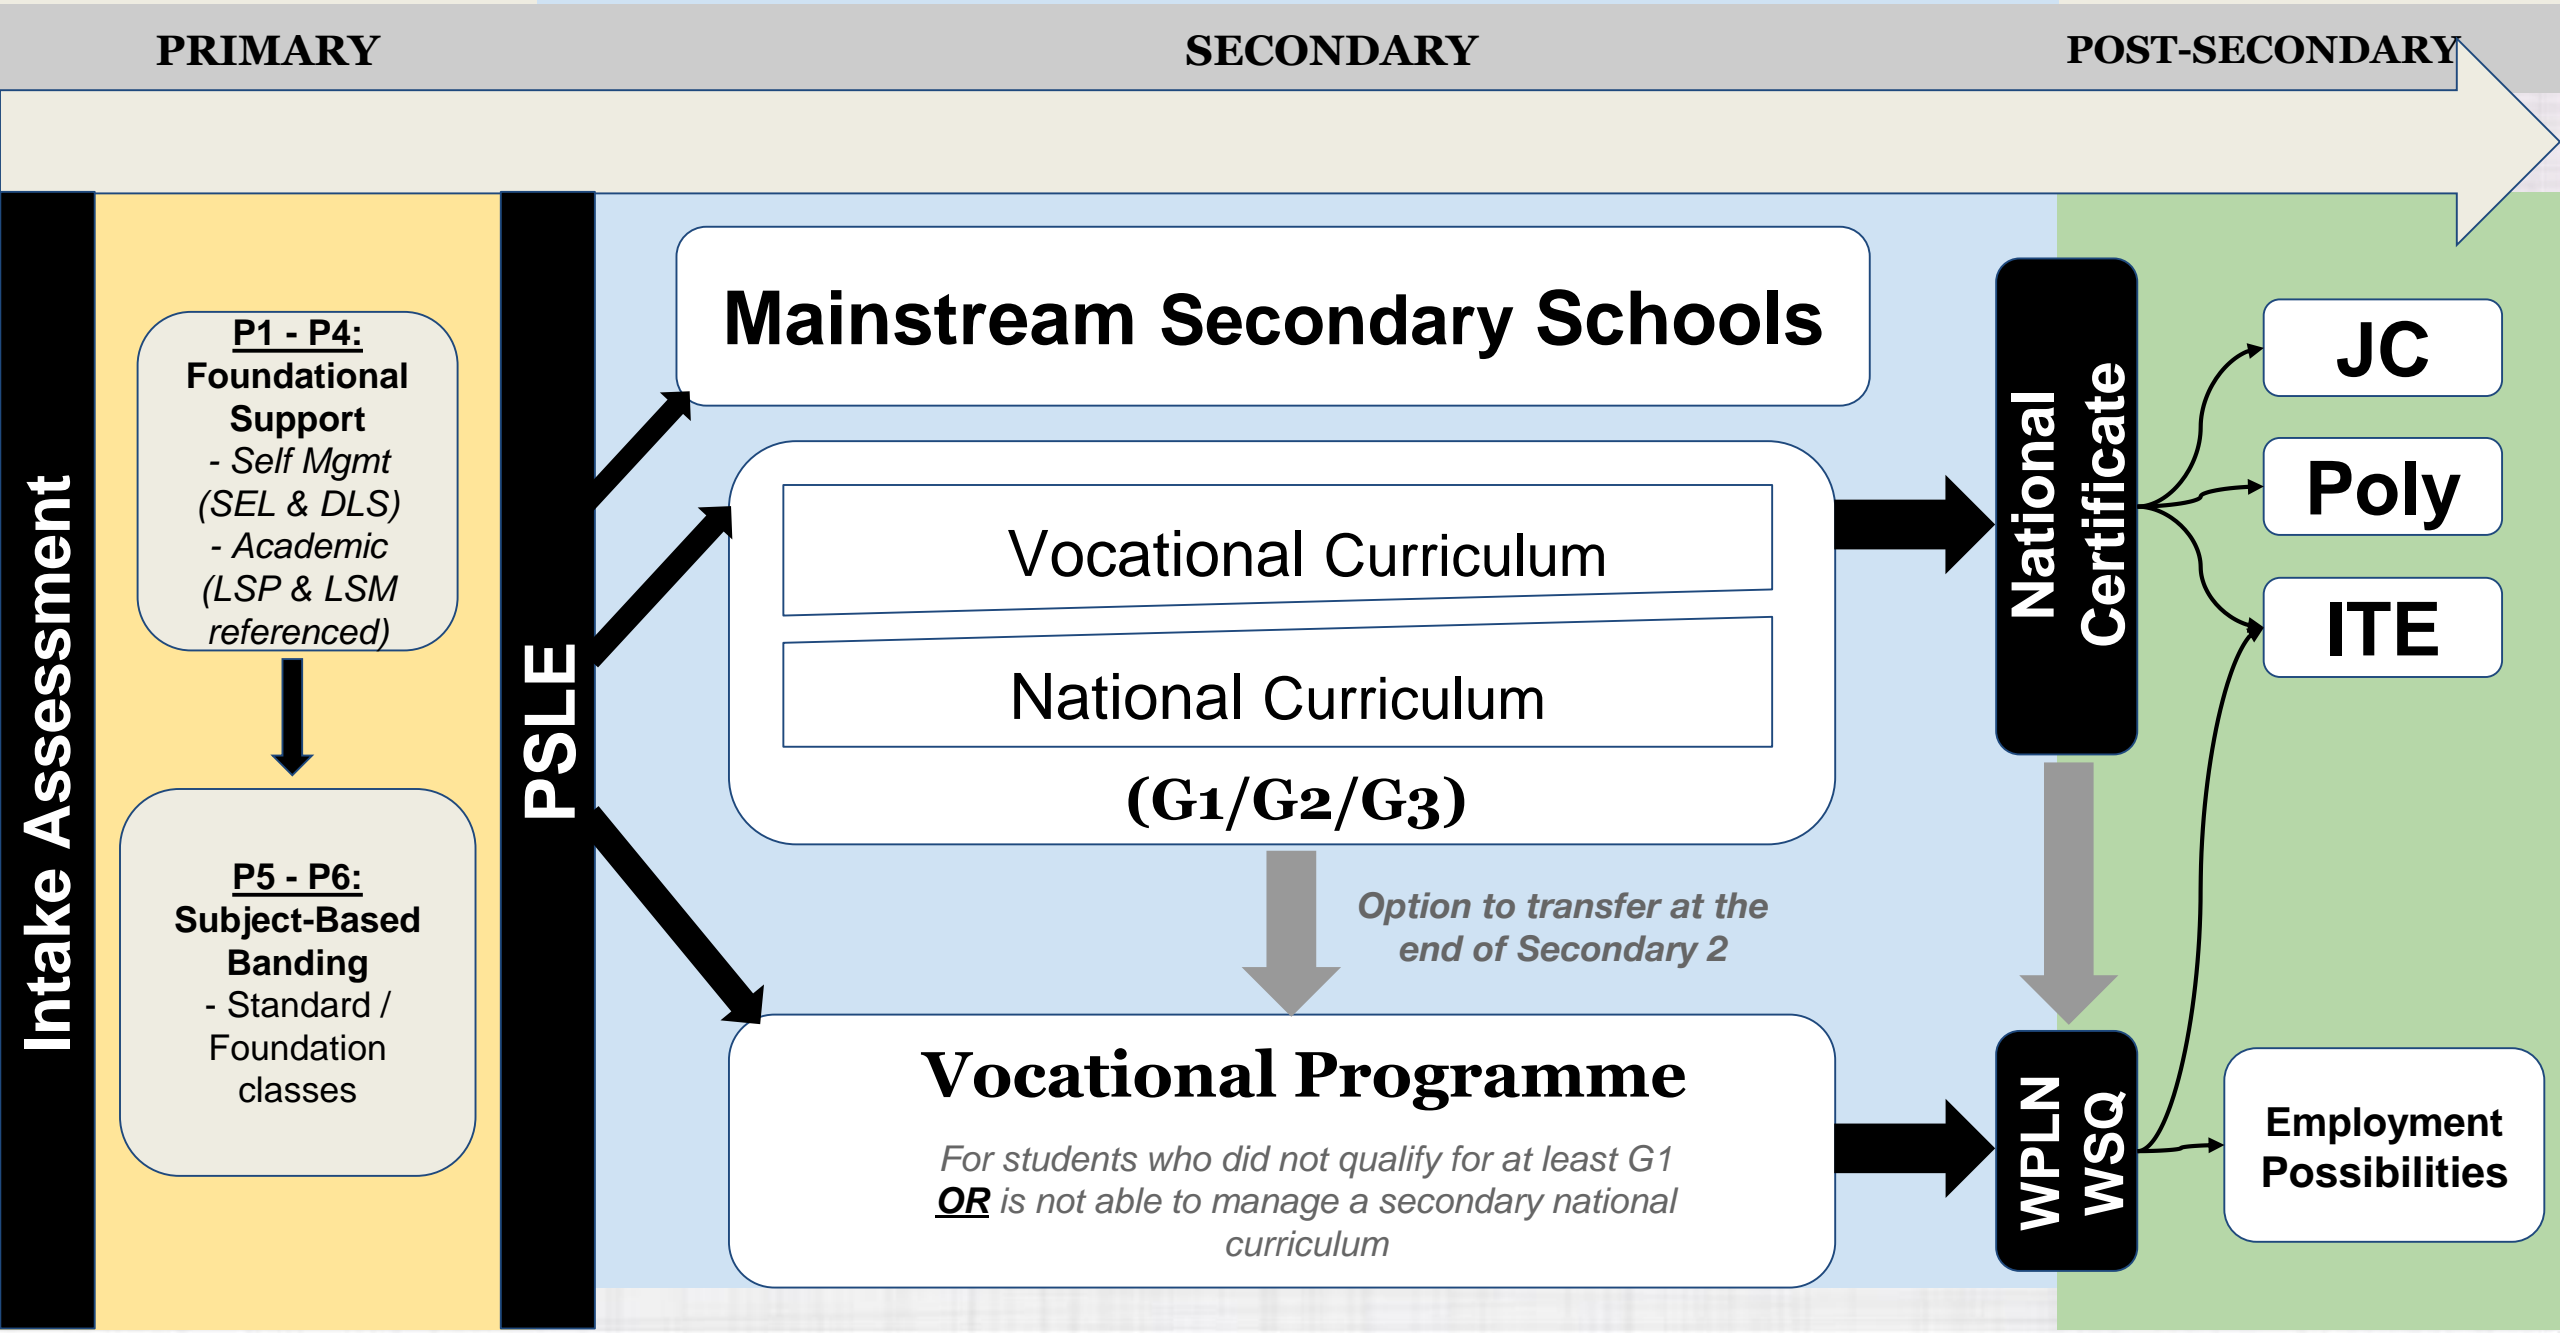 PRIMARY
SECONDARY
POST-SECONDARY
Intake Assessment
P1 - P4:
Foundational
Support
- Self Mgmt
(SEL & DLS)
- Academic
(LSP & LSM
referenced)
P5 - P6:
Subject-Based
Banding
- Standard /
Foundation
classes
PSLE
Mainstream Secondary Schools
Vocational Curriculum
National Curriculum
(G1/G2/G3)
Option to transfer at the
end of Secondary 2
Vocational Programme
For students who did not qualify for at least G1
OR is not able to manage a secondary national
curriculum
National
Certificate
WPLN
WSQ
JC
Poly
ITE
Employment
Possibilities